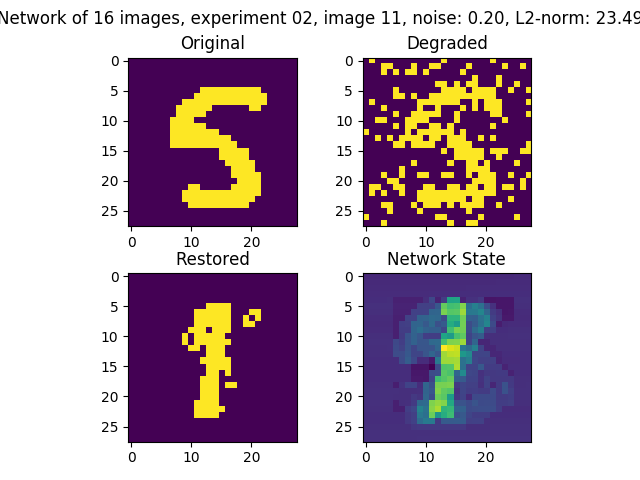 Network of 16 images, experiment 02, image 11, noise: 0.20, L2-norm: 23.49
Original Degraded
0 5 10 15 20 25
0 10 20
0 5 10 15 20 25
0 10 20
Restored Network State
0 5 10 15 20 25
0 10 20
0 5 10 15 20 25
0 10 20